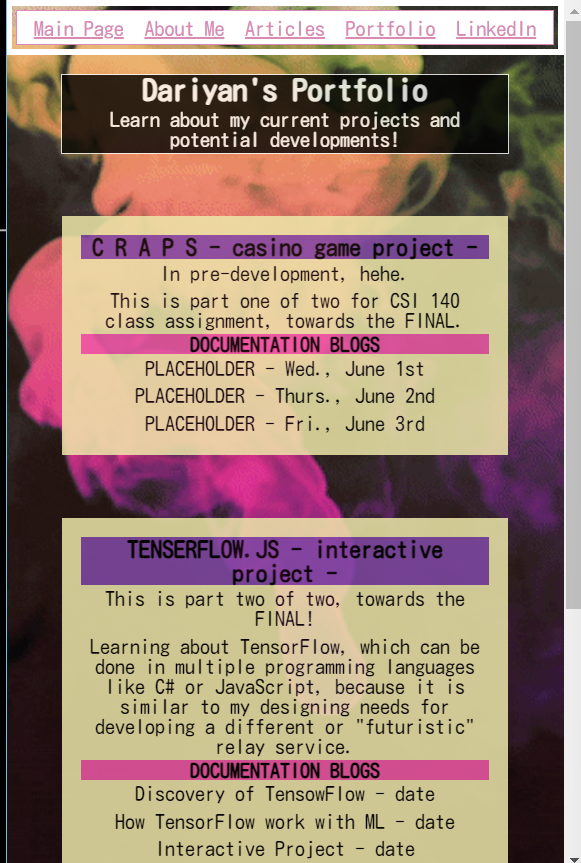 Main Page About Me Articles Portfolio LinkedIn
Dariyan's Portfolio
Learn about my current projects and
potential developments!
C R A P S - casino game project -
In pre-development, hehe.
This is part one of two for CSI 140
class assignment, towards the FINAL.
DOCUMENTATION BLOGS
PLACEHOLDER - Wed., June 1st
PLACEHOLDER - Thurs., June 2nd
PLACEHOLDER - Fri., June 3rd
TENSERFLOW.JS - interactive
project -
This is part two of two, towards the
FINAL!
Learning about TensorFlow, which can be
done in multiple programming languages
like C# or JavaScript, because it is
similar to my designing needs for
developing a different or "futuristic"
relay service.
DOCUMENTATION BLOGS
Discovery of TensowFlow - date
How TensorFlow work with ML - date
Interactive Project - date